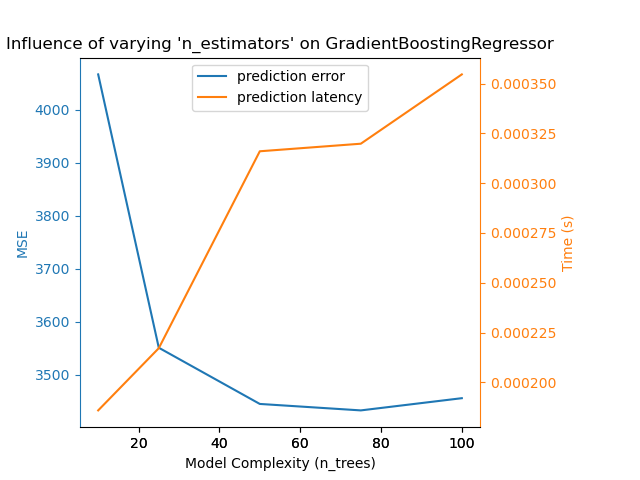 Influence of varying 'n_estimators' on GradientBoostingRegressor
prediction error
prediction latency
4000
3900
3800
3700
3600
3500
MSE
0.000350
0.000325
0.000300
0.000275
0.000250
0.000225
0.000200
Time (s)
20 40 60 80 100
Model Complexity (n_trees)